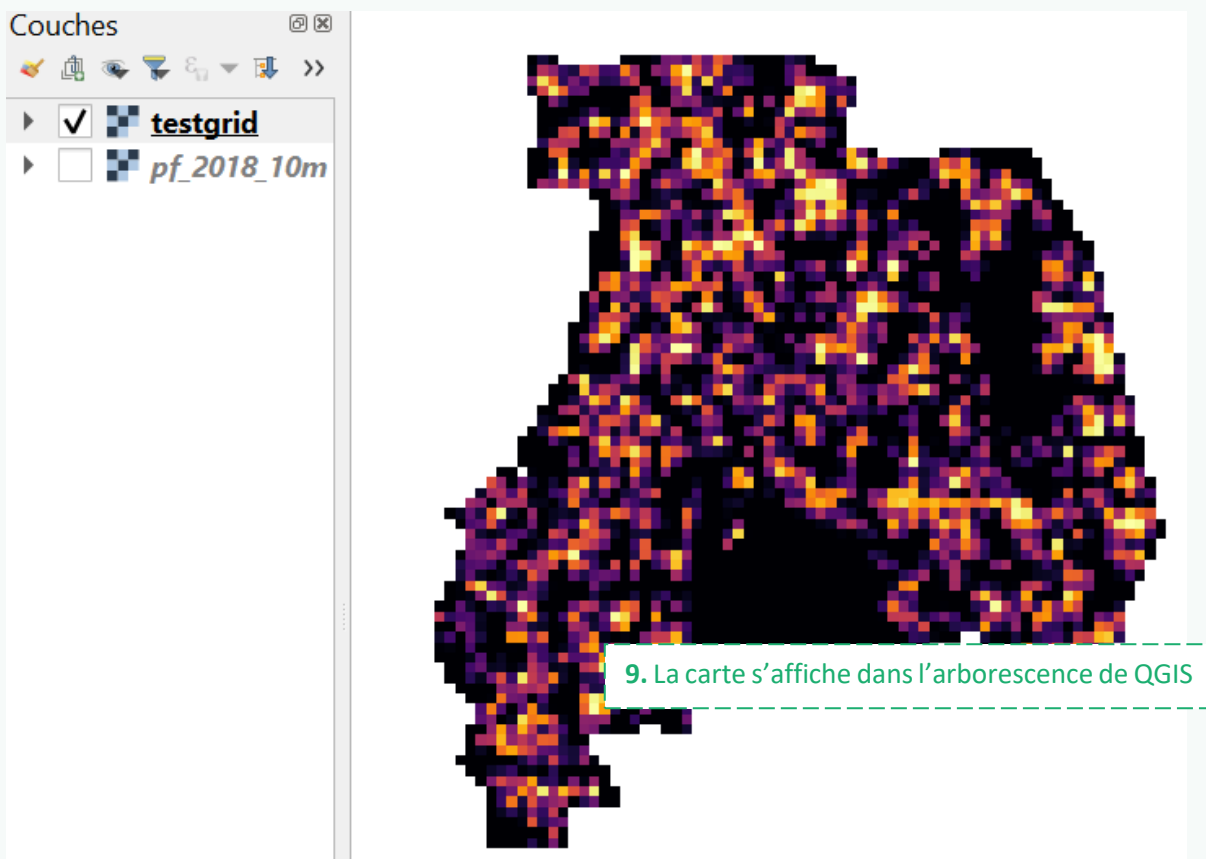 Couches
testgrid
pf_2018_10m
9. La carte s’affiche dans l’arborescence de QGIS